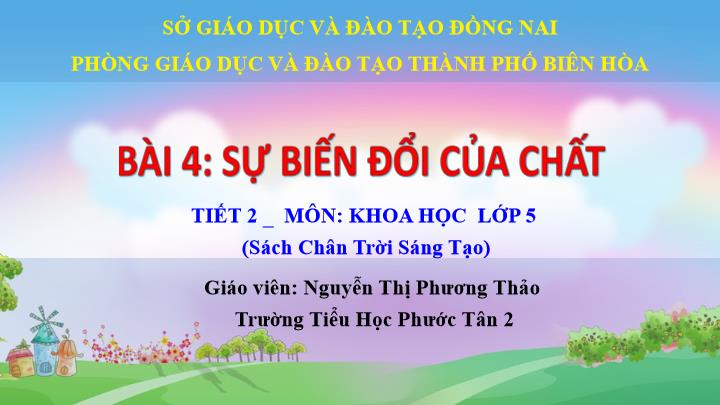 SỞ GIÁO DỤC VÀ ĐÀO TẠO ĐỒNG NAI
PHÒNG GIÁO DỤC VÀ ĐÀO TẠO THÀNH PHỐ BIÊN HÒA
BÀI 4: SỰ BIẾN ĐỔI CỦA CHẤT
TIẾT 2 _ MÔN: KHOA HỌC LỚP 5
(Sách Chân Trời Sáng Tạo)
Giáo viên: Nguyễn Thị Phương Thảo
Trường Tiểu Học Phước Tân 2